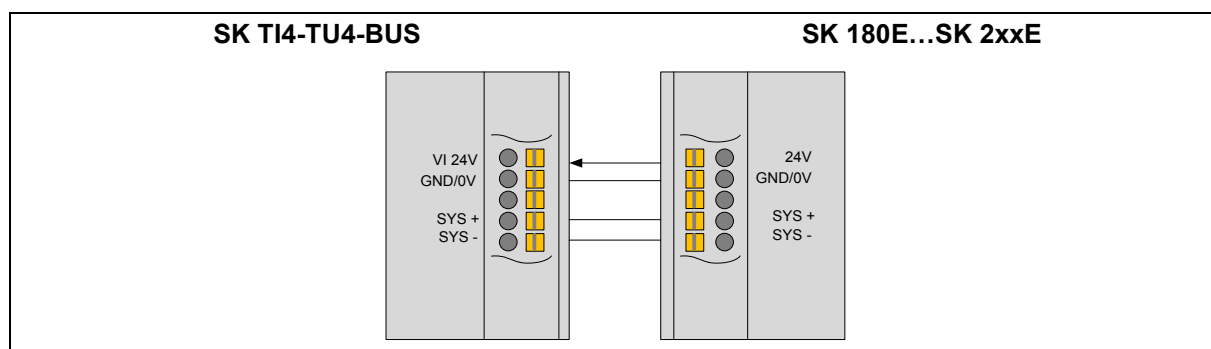 SK TI4-TU4-BUS SK 180E...SK 2xxE
VI 24V 24V
GND/0V GND/0V
SYS + SYS +
SYS - SYS -